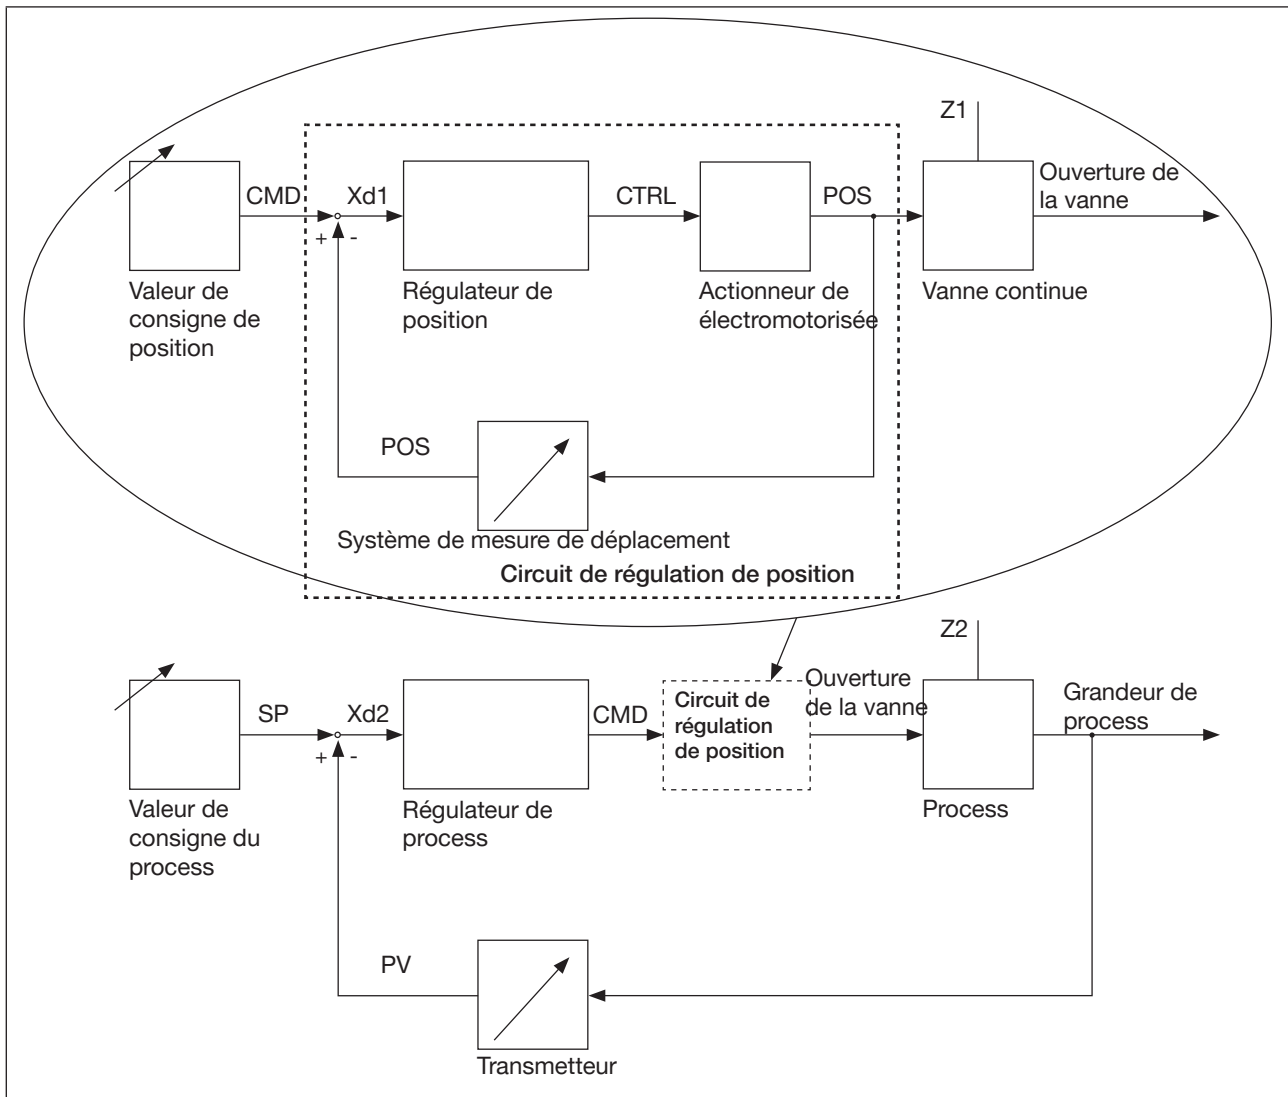 Z1
Ouverture de
la vanne
CMD
Xd1
CTRL
POS
+ -
Valeur de
consigne de
position
Régulateur de
position
Actionneur de
électromotorisée
Vanne continue
POS
Système de mesure de déplacement
Circuit de régulation de position
Z2
SP
Xd2
CMD
Circuit de
régulation
de position
Ouverture
de la vanne
Grandeur de
process
+ -
Valeur de
consigne du
process
Régulateur de
process
Process
PV
Transmetteur